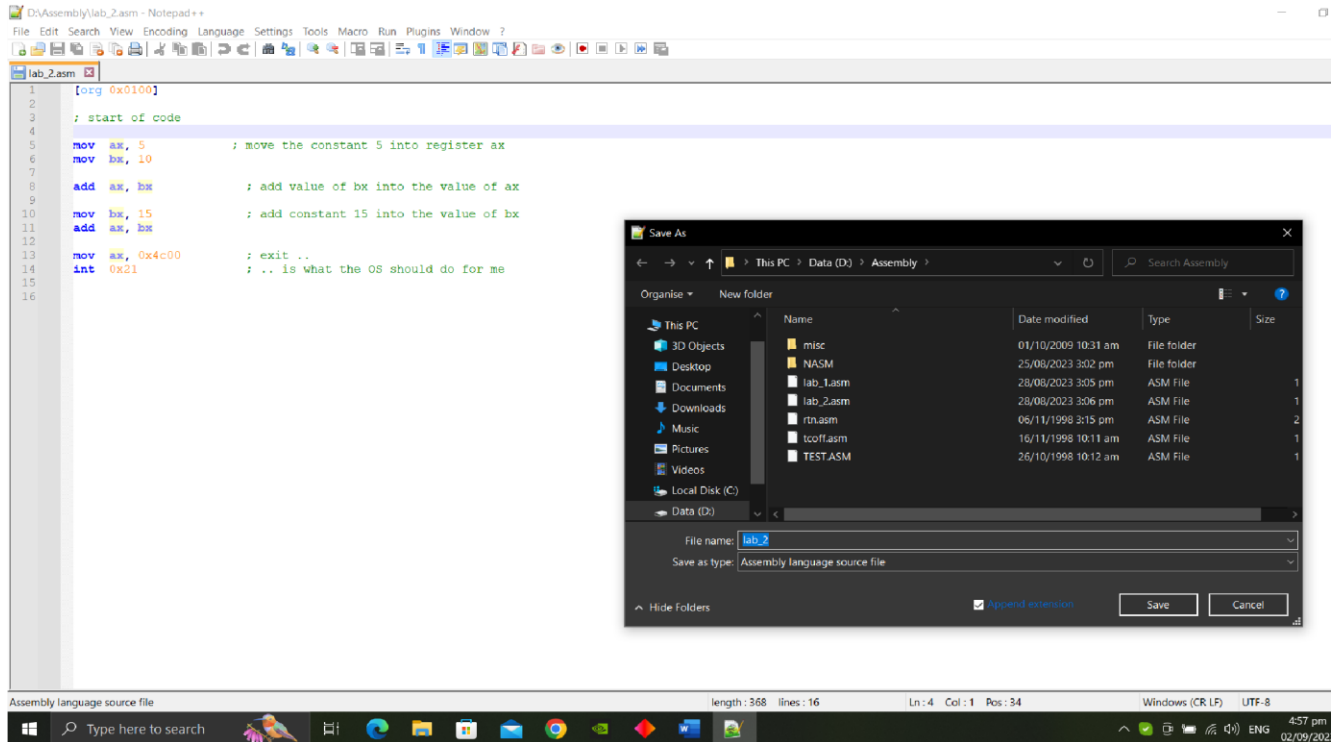 D:\Assembly\lab_2.asm - Notepad++
File Edit Search View Encoding Language Settings Tools Macro Run Plugins Window ?
lab_2.asm
1 [org 0x0100]
2
3 ; start of code
4
5 mov ax, 5 ; move the constant 5 into register ax
6 mov bx, 10
7
8 add ax, bx ; add value of bx into the value of ax
9
10 mov bx, 15 ; add constant 15 into the value of bx
11 add ax, bx
12
13 mov ax, 0x4c00 ; exit ..
14 int 0x21 ; .. is what the OS should do for me
15
16
Save As
This PC > Data (D:) > Assembly >
Search Assembly
Organise New folder
Name Date modified Type Size
This PC
3D Objects
Desktop
Documents
Downloads
Music
Pictures
Videos
Local Disk (C:)
Data (D:)
misc 01/10/2009 10:31 am File folder
NASM 25/08/2023 3:02 pm File folder
lab_1.asm 28/08/2023 3:05 pm ASM File 1
lab_2.asm 28/08/2023 3:06 pm ASM File 1
rtn.asm 06/11/1998 3:15 pm ASM File 2
tcoff.asm 16/11/1998 10:11 am ASM File 1
TEST.ASM 26/10/1998 10:12 am ASM File 1
File name: lab_2
Save as type: Assembly language source file
Hide Folders
Append extension
Save
Cancel
Assembly language source file length : 368 lines : 16 Ln : 4 Col : 1 Pos : 34 Windows (CR LF) UTF-8
Type here to search
ENG
4:57 pm
02/09/202